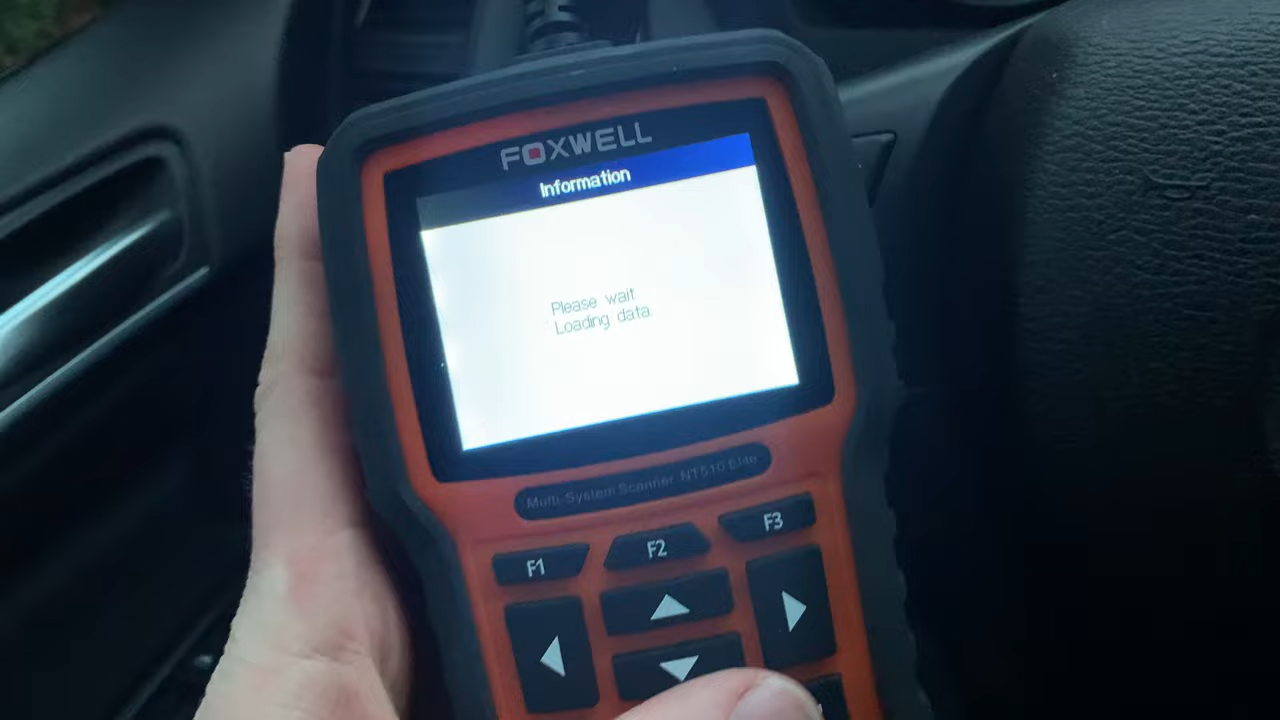 FOXWELL
Information
Please wait
Loading data
Multi-System Scanner NT510 Elite
F1
F2
F3